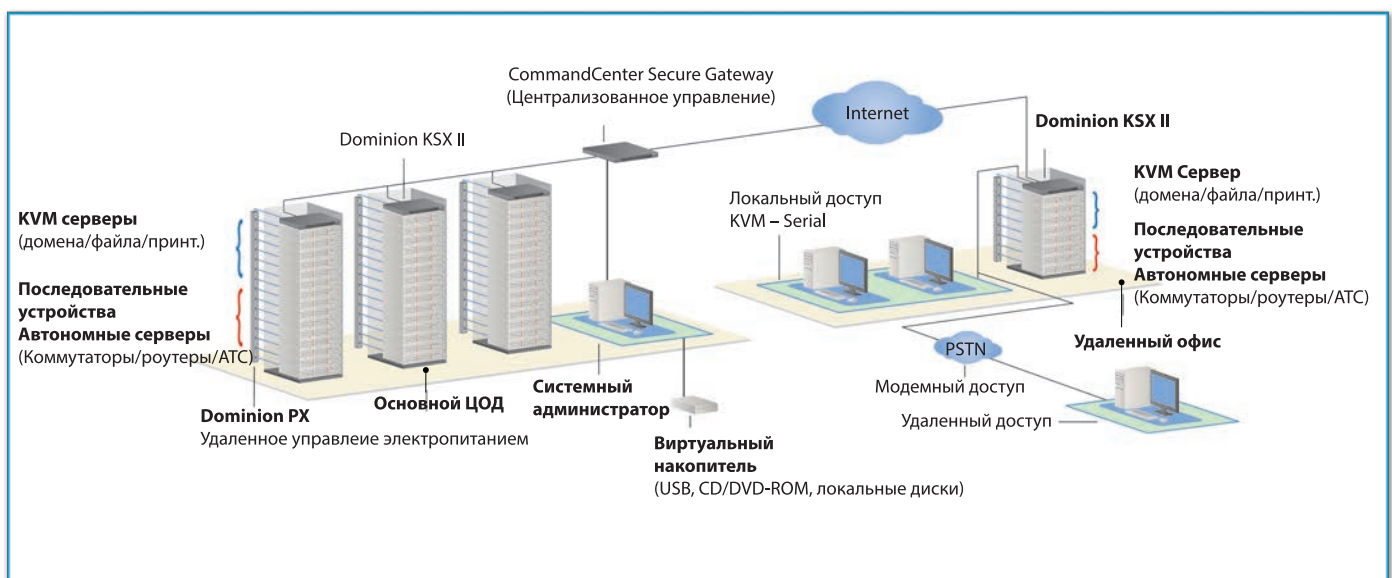 CommandCenter Secure Gateway
(Централизованное управление)
Internet
Dominion KSX II
Dominion KSX II
KVM серверы
(домена/файла/принт.)
Последовательные
устройства
Автономные серверы
(Коммутаторы/роутеры/АТС)
Локальный доступ
KVM – Serial
KVM Сервер
(домена/файла/принт.)
Последовательные
устройства
Автономные серверы
(Коммутаторы/роутеры/АТС)
Удаленный офис
PSTN
Модемный доступ
Удаленный доступ
Dominion PX
Удаленное управлеие электропитанием
Основной ЦОД
Системный
администратор
Виртуальный
накопитель
(USB, CD/DVD-ROM, локальные диски)